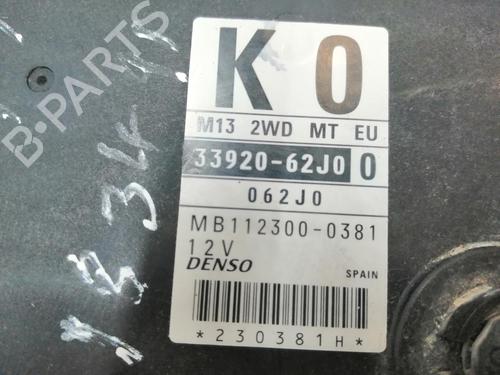 K 0
M13 2WD MT EU
33920-62J0 0
062J0
MB112300-0381
12V
DENSO
SPAIN
*230381H*
B-PARTS